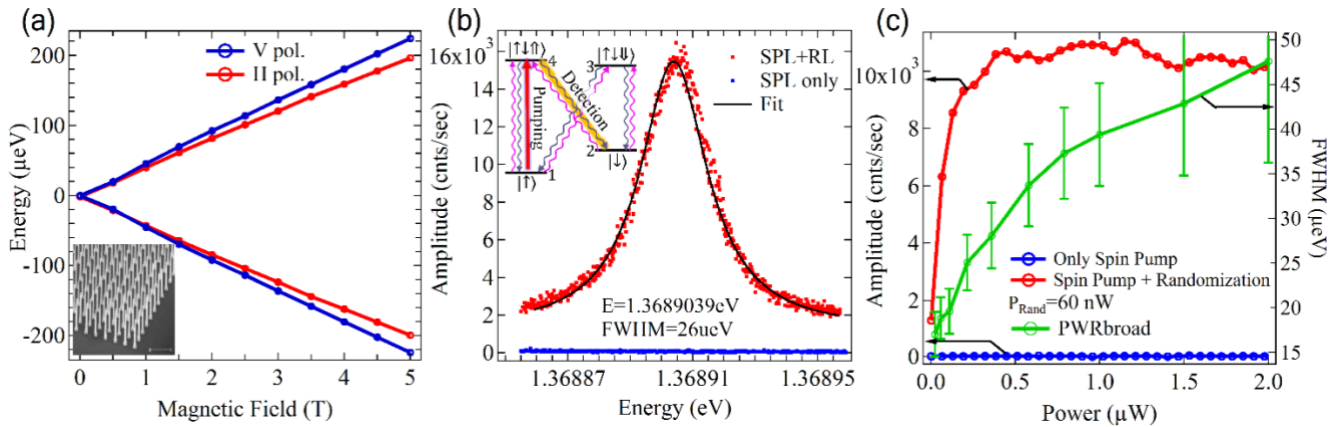 (a)
200
100
0
-100
-200
Energy (µeV)
V pol.
II pol.
0
1
2
3
4
5
Magnetic Field (T)
(b)
16x10³
14
12
10
8
6
4
2
0
Amplitude (cnts/sec)
|↑↓⇑⟩
4
3
|↑↓⇓⟩
Pumping
Detection
2
|↓⟩
|↑⟩
1
SPL+RL
SPL only
Fit
E=1.3689039eV
FWIIM=26ueV
1.36887
1.36891
1.36895
Energy (eV)
(c)
10x10³
8
6
4
2
0
Amplitude (cnts/sec)
50
45
40
35
30
25
20
15
FWHM (µeV)
Only Spin Pump
Spin Pump + Randomization
P_Rand=60 nW
PWRbroad
0.0
0.5
1.0
1.5
2.0
Power (µW)